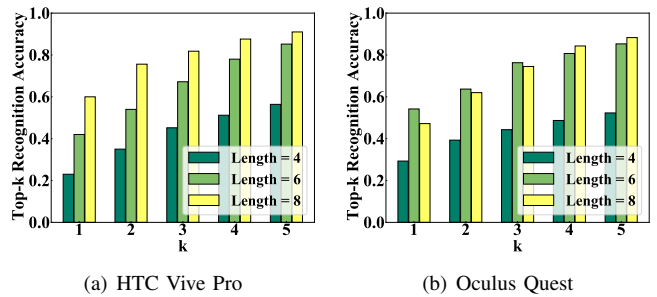 Top-k Recognition Accuracy
1.0
0.8
0.6
0.4
0.2
0.0
Length = 4
Length = 6
Length = 8
1 2 3 4 5
k
(a) HTC Vive Pro
Top-k Recognition Accuracy
1.0
0.8
0.6
0.4
0.2
0.0
Length = 4
Length = 6
Length = 8
1 2 3 4 5
k
(b) Oculus Quest